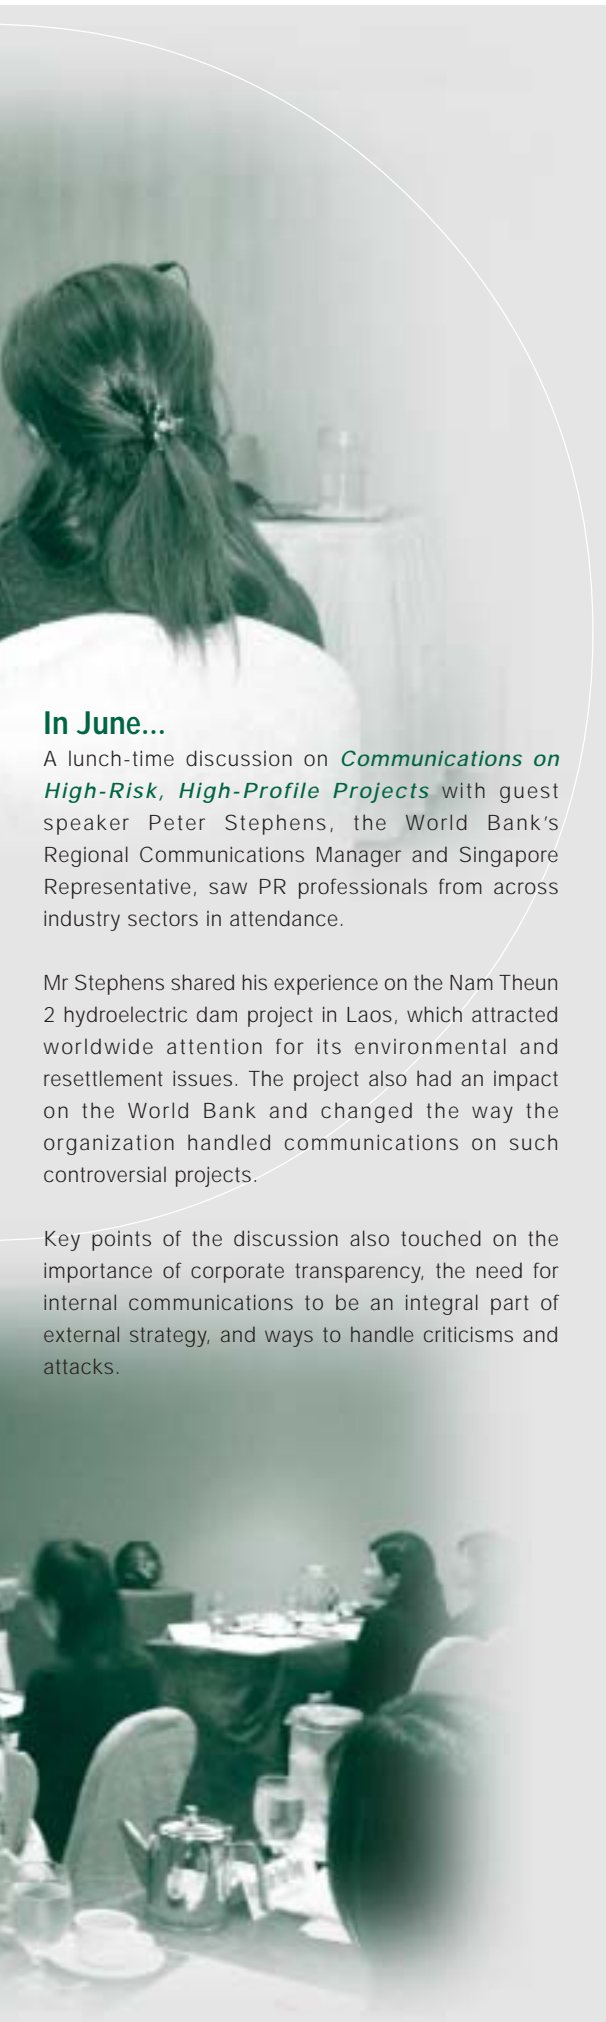 In June...
A lunch-time discussion on Communications on
High-Risk, High-Profile Projects with guest
speaker Peter Stephens, the World Bank's
Regional Communications Manager and Singapore
Representative, saw PR professionals from across
industry sectors in attendance.
Mr Stephens shared his experience on the Nam Theun
2 hydroelectric dam project in Laos, which attracted
worldwide attention for its environmental and
resettlement issues. The project also had an impact
on the World Bank and changed the way the
organization handled communications on such
controversial projects.
Key points of the discussion also touched on the
importance of corporate transparency, the need for
internal communications to be an integral part of
external strategy, and ways to handle criticisms and
attacks.